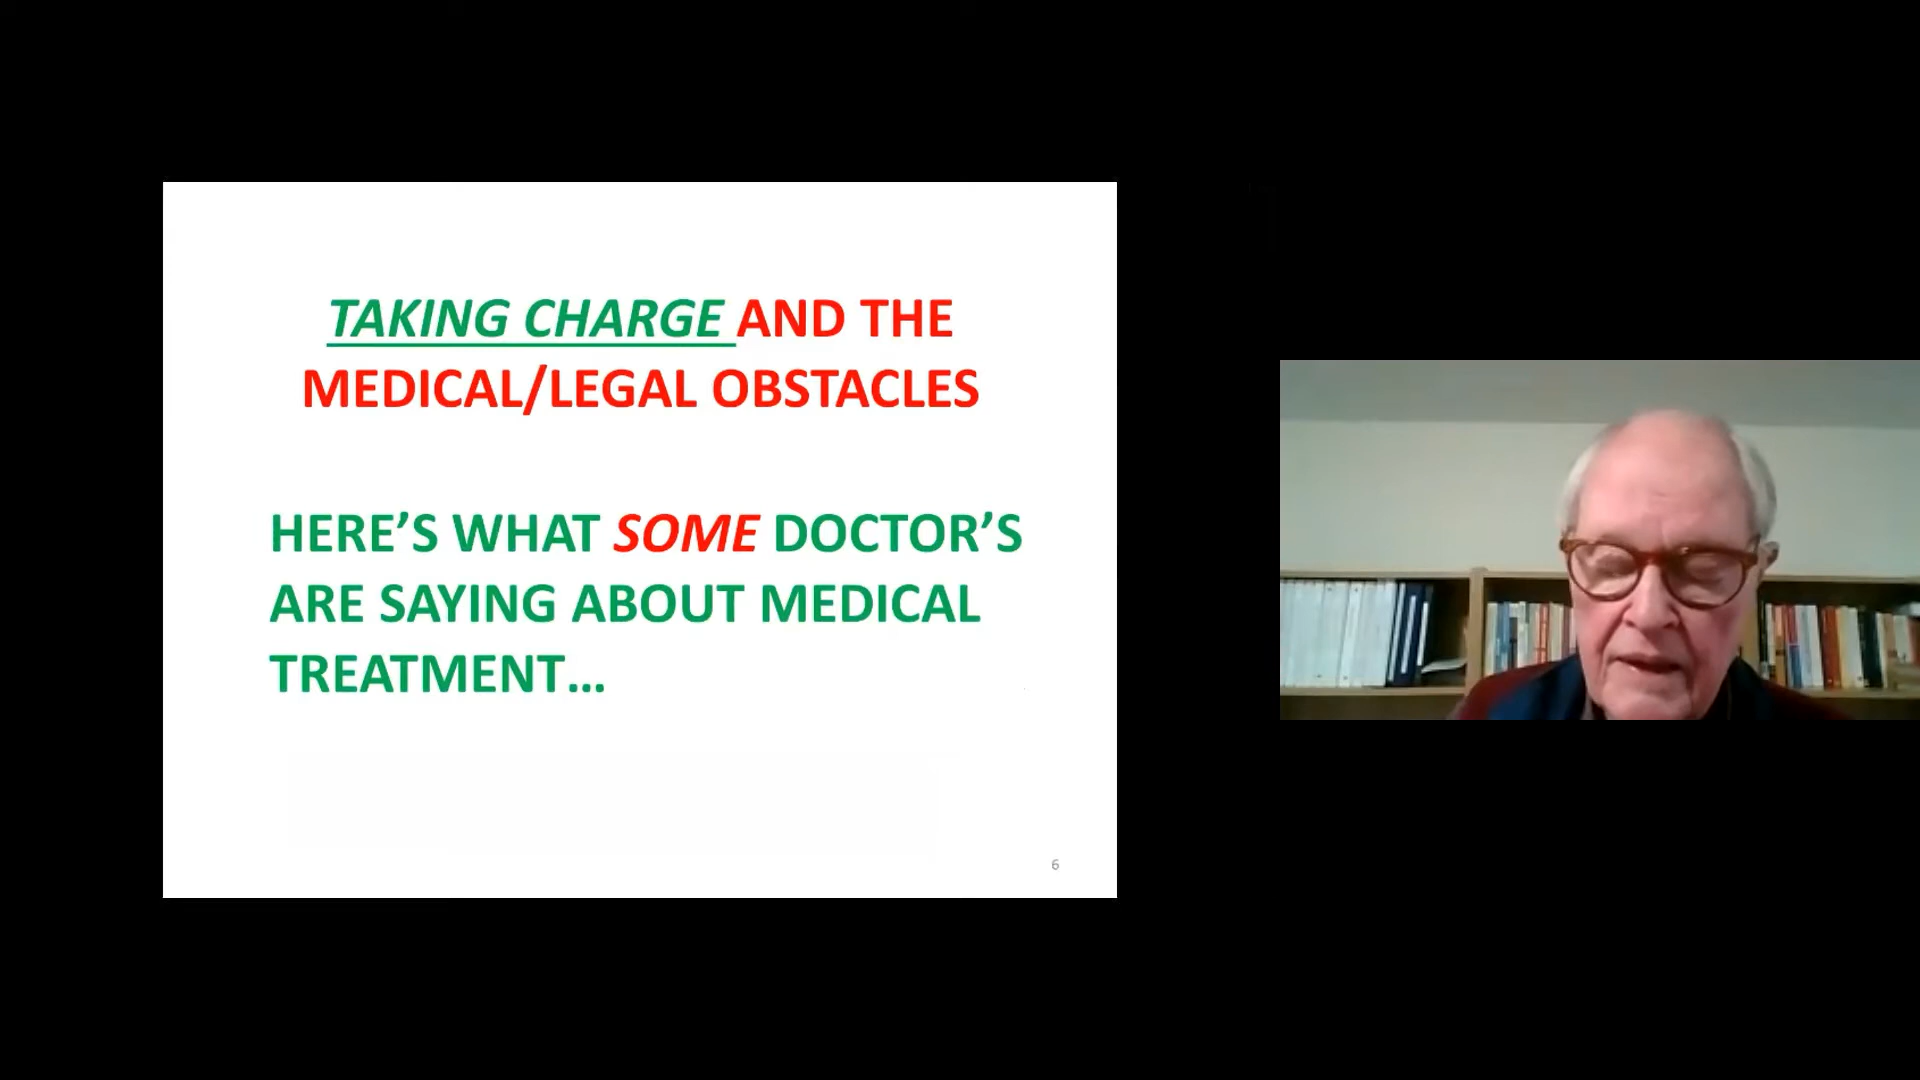 TAKING CHARGE AND THE
MEDICAL/LEGAL OBSTACLES
HERE’S WHAT SOME DOCTOR’S
ARE SAYING ABOUT MEDICAL
TREATMENT…
6